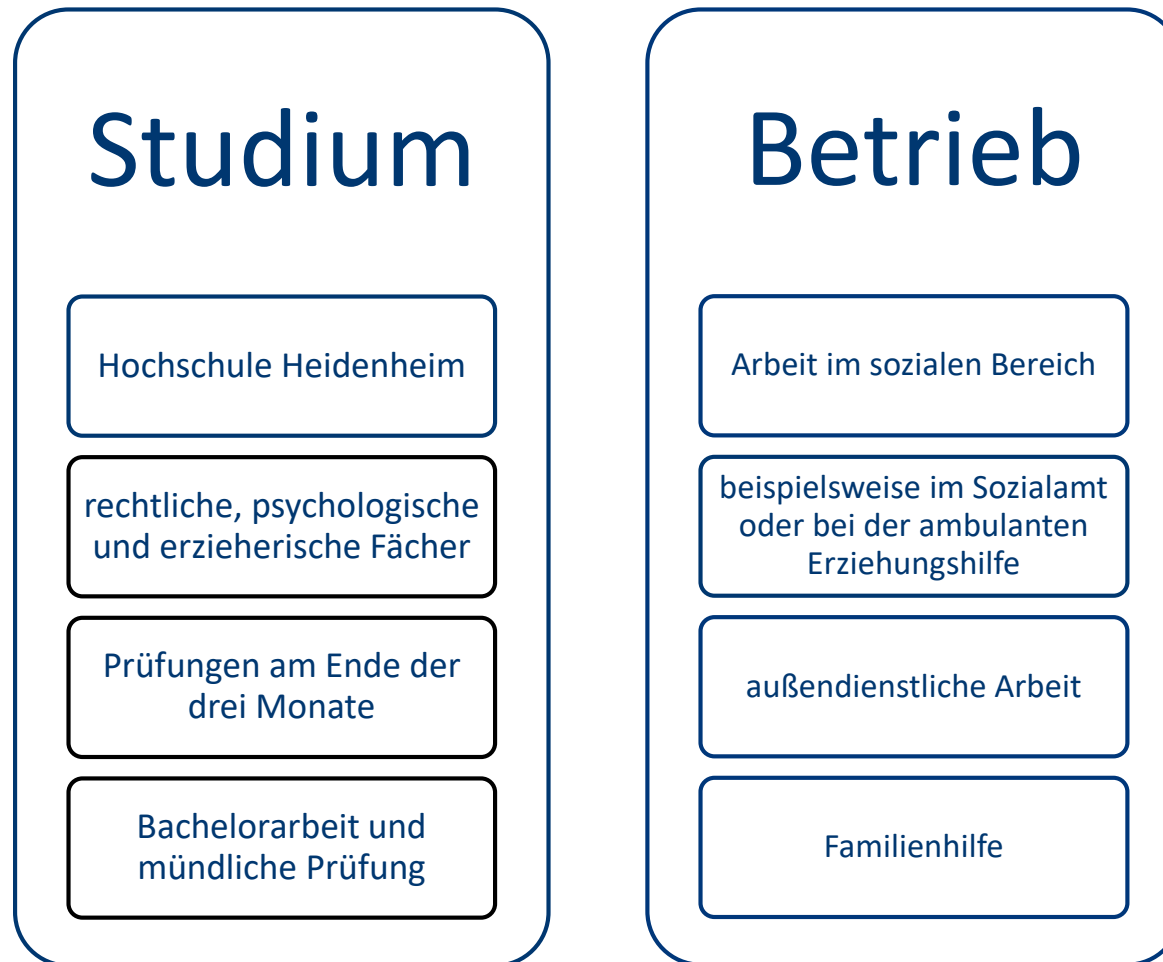 Studium
Hochschule Heidenheim
rechtliche, psychologische
und erzieherische Fächer
Prüfungen am Ende der
drei Monate
Bachelorarbeit und
mündliche Prüfung
Betrieb
Arbeit im sozialen Bereich
beispielsweise im Sozialamt
oder bei der ambulanten
Erziehungshilfe
außendienstliche Arbeit
Familienhilfe